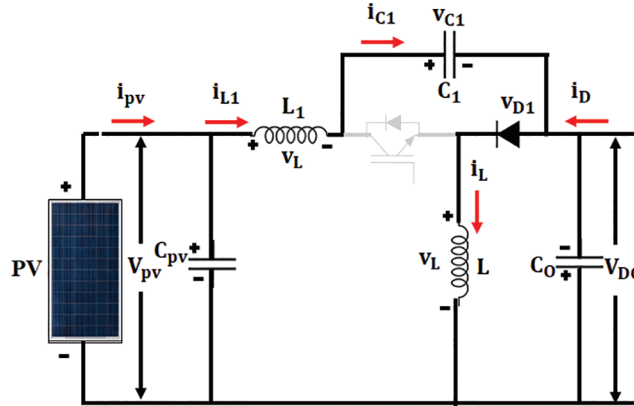 i_C1
v_C1
+ -
C_1
i_pv
i_L1
L_1
v_D1
i_D
+ v_L -
i_L
+
+
+
-
PV
V_pv
C_pv
-
v_L
L
C_O
+
V_DC
-
-